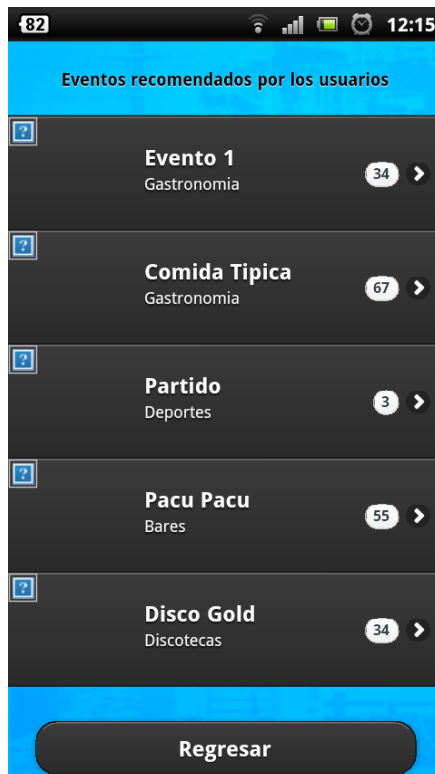 82
12:15
Eventos recomendados por los usuarios
?
Evento 1
Gastronomia
34
?
Comida Tipica
Gastronomia
67
?
Partido
Deportes
3
?
Pacu Pacu
Bares
55
?
Disco Gold
Discotecas
34
Regresar